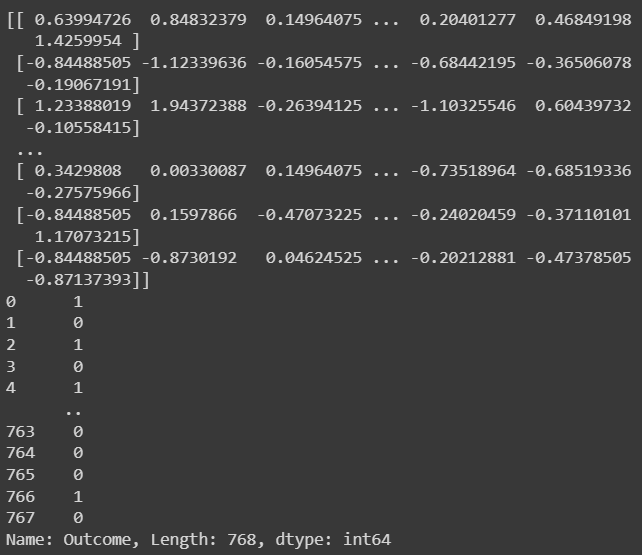 [[ 0.63994726  0.84832379  0.14964075 ...  0.20401277  0.46849198
   1.4259954 ]
 [-0.84488505 -1.12339636 -0.16054575 ... -0.68442195 -0.36506078
  -0.19067191]
 [ 1.23388019  1.94372388 -0.26394125 ... -1.10325546  0.60439732
  -0.10558415]
 ...
 [ 0.3429808   0.00330087  0.14964075 ... -0.73518964 -0.68519336
  -0.27575966]
 [-0.84488505  0.1597866  -0.47073225 ... -0.24020459 -0.37110101
   1.17073215]
 [-0.84488505 -0.8730192   0.04624525 ... -0.20212881 -0.47378505
  -0.87137393]]
0      1
1      0
2      1
3      0
4      1
      ..
763    0
764    0
765    0
766    1
767    0
Name: Outcome, Length: 768, dtype: int64